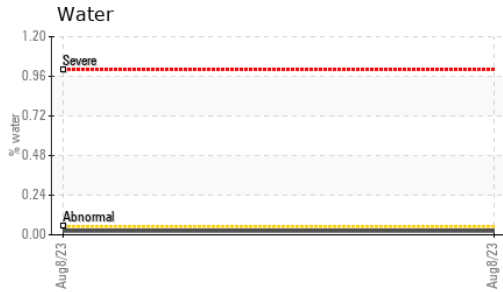 Water
1.20
Severe
0.96
0.72
% water
0.48
0.24
Abnormal
0.00
Aug8/23
Aug8/23